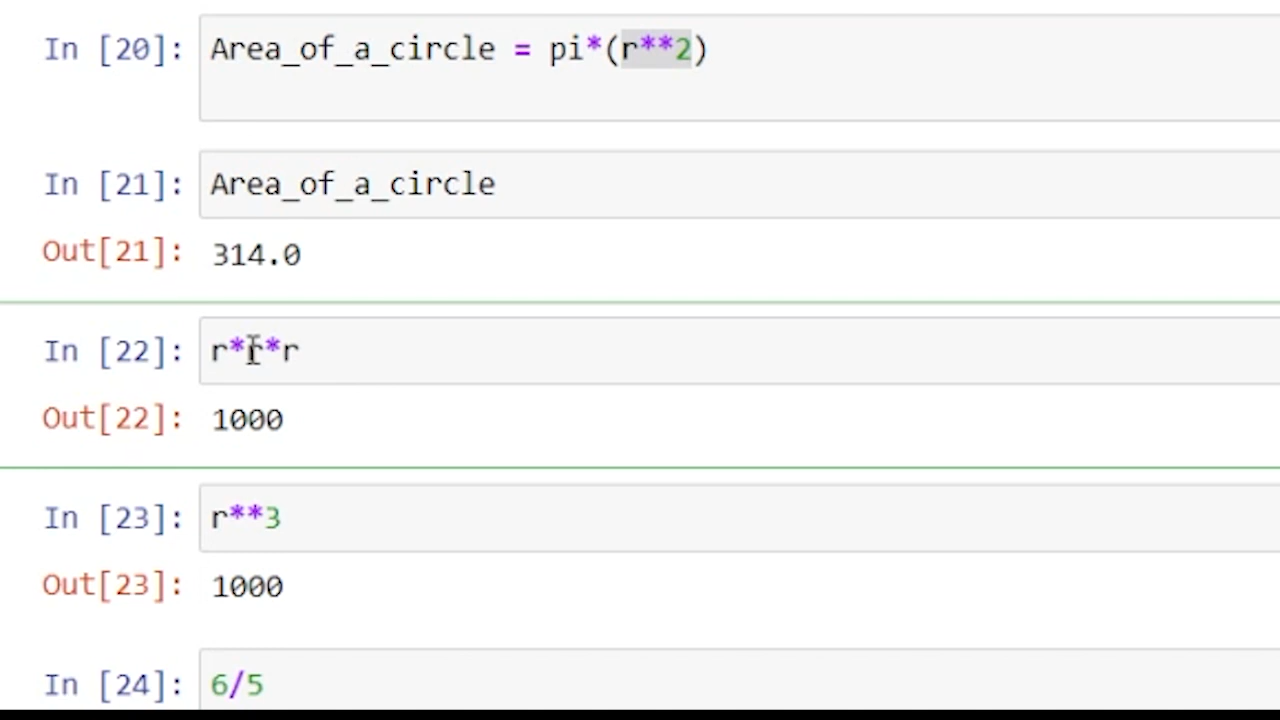 In [20]: Area_of_a_circle = pi*(r**2)
In [21]: Area_of_a_circle
Out[21]: 314.0
In [22]: r*r*r
Out[22]: 1000
In [23]: r**3
Out[23]: 1000
In [24]: 6/5